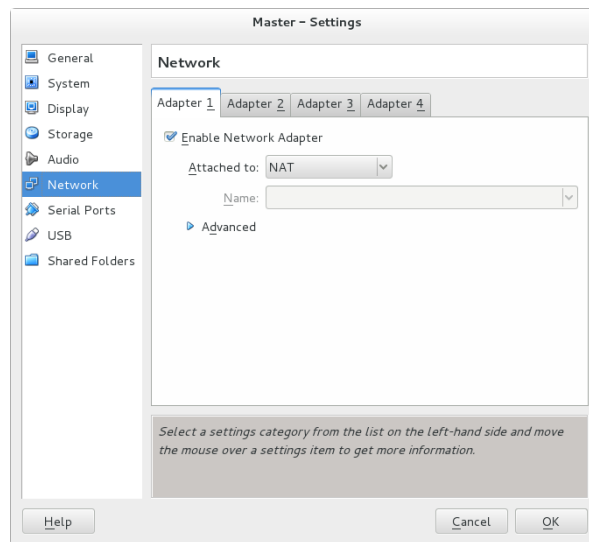 Master – Settings
General
System
Display
Storage
Audio
Network
Serial Ports
USB
Shared Folders
Network
Adapter 1 Adapter 2 Adapter 3 Adapter 4
Enable Network Adapter
Attached to: NAT
Name:
Advanced
Select a settings category from the list on the left-hand side and move
the mouse over a settings item to get more information.
Help Cancel OK